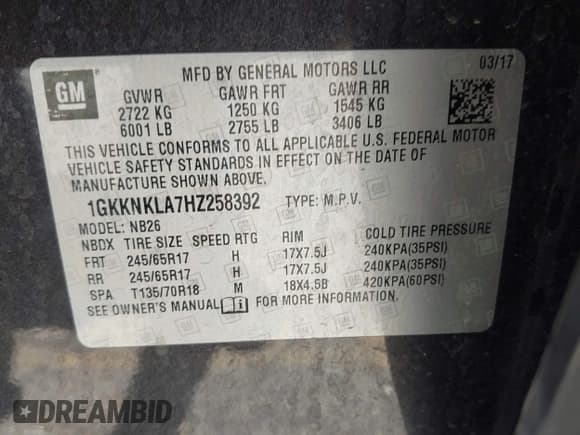 MFD BY GENERAL MOTORS LLC 03/17
GM
GVWR GAWR FRT GAWR RR
2722 KG 1250 KG 1545 KG
6001 LB 2755 LB 3406 LB
THIS VEHICLE CONFORMS TO ALL APPLICABLE U.S. FEDERAL MOTOR
VEHICLE SAFETY STANDARDS IN EFFECT ON THE DATE OF
MANUFACTURE SHOWN ABOVE.
1GKKNKLA7HZ258392 TYPE: M.P.V.
MODEL: NB26
NBDX TIRE SIZE SPEED RTG RIM COLD TIRE PRESSURE
FRT 245/65R17 H 17X7.5J 240KPA(35PSI)
RR 245/65R17 H 17X7.5J 240KPA(35PSI)
SPA T135/70R18 M 18X4.5B 420KPA(60PSI)
SEE OWNER'S MANUAL FOR MORE INFORMATION
DREAMBID